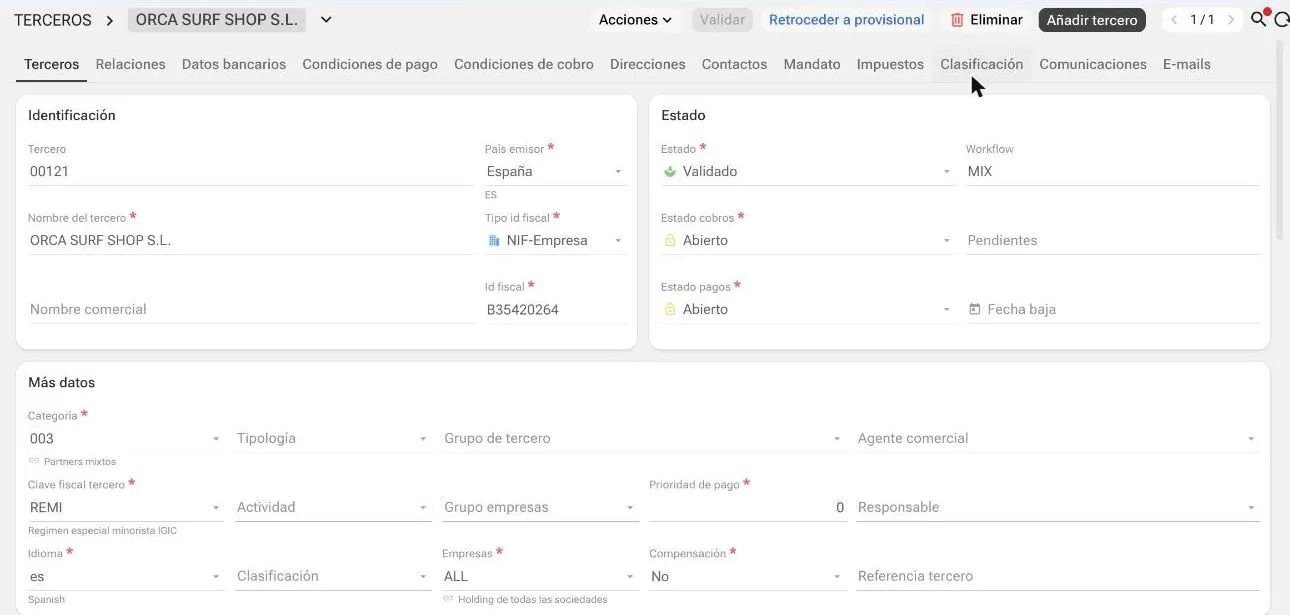 TERCEROS > ORCA SURF SHOP S.L.
Acciones Validar Retroceder a provisional Eliminar Añadir tercero 1 / 1
Terceros Relaciones Datos bancarios Condiciones de pago Condiciones de cobro Direcciones Contactos Mandato Impuestos Clasificación Comunicaciones E-mails
Identificación
Tercero País emisor *
00121 España
ES
Nombre del tercero * Tipo id fiscal *
ORCA SURF SHOP S.L. NIF-Empresa
Id fiscal *
Nombre comercial B35420264
Estado
Estado * Workflow
Validado MIX
Estado cobros *
Abierto Pendientes
Estado pagos *
Abierto Fecha baja
Más datos
Categoría *
003 Tipología Grupo de tercero Agente comercial
Partners mixtos
Clave fiscal tercero * Prioridad de pago *
REMI Actividad Grupo empresas 0 Responsable
Regimen especial minorista IGIC
Idioma * Empresas * Compensación *
es Clasificación ALL No Referencia tercero
Spanish Holding de todas las sociedades